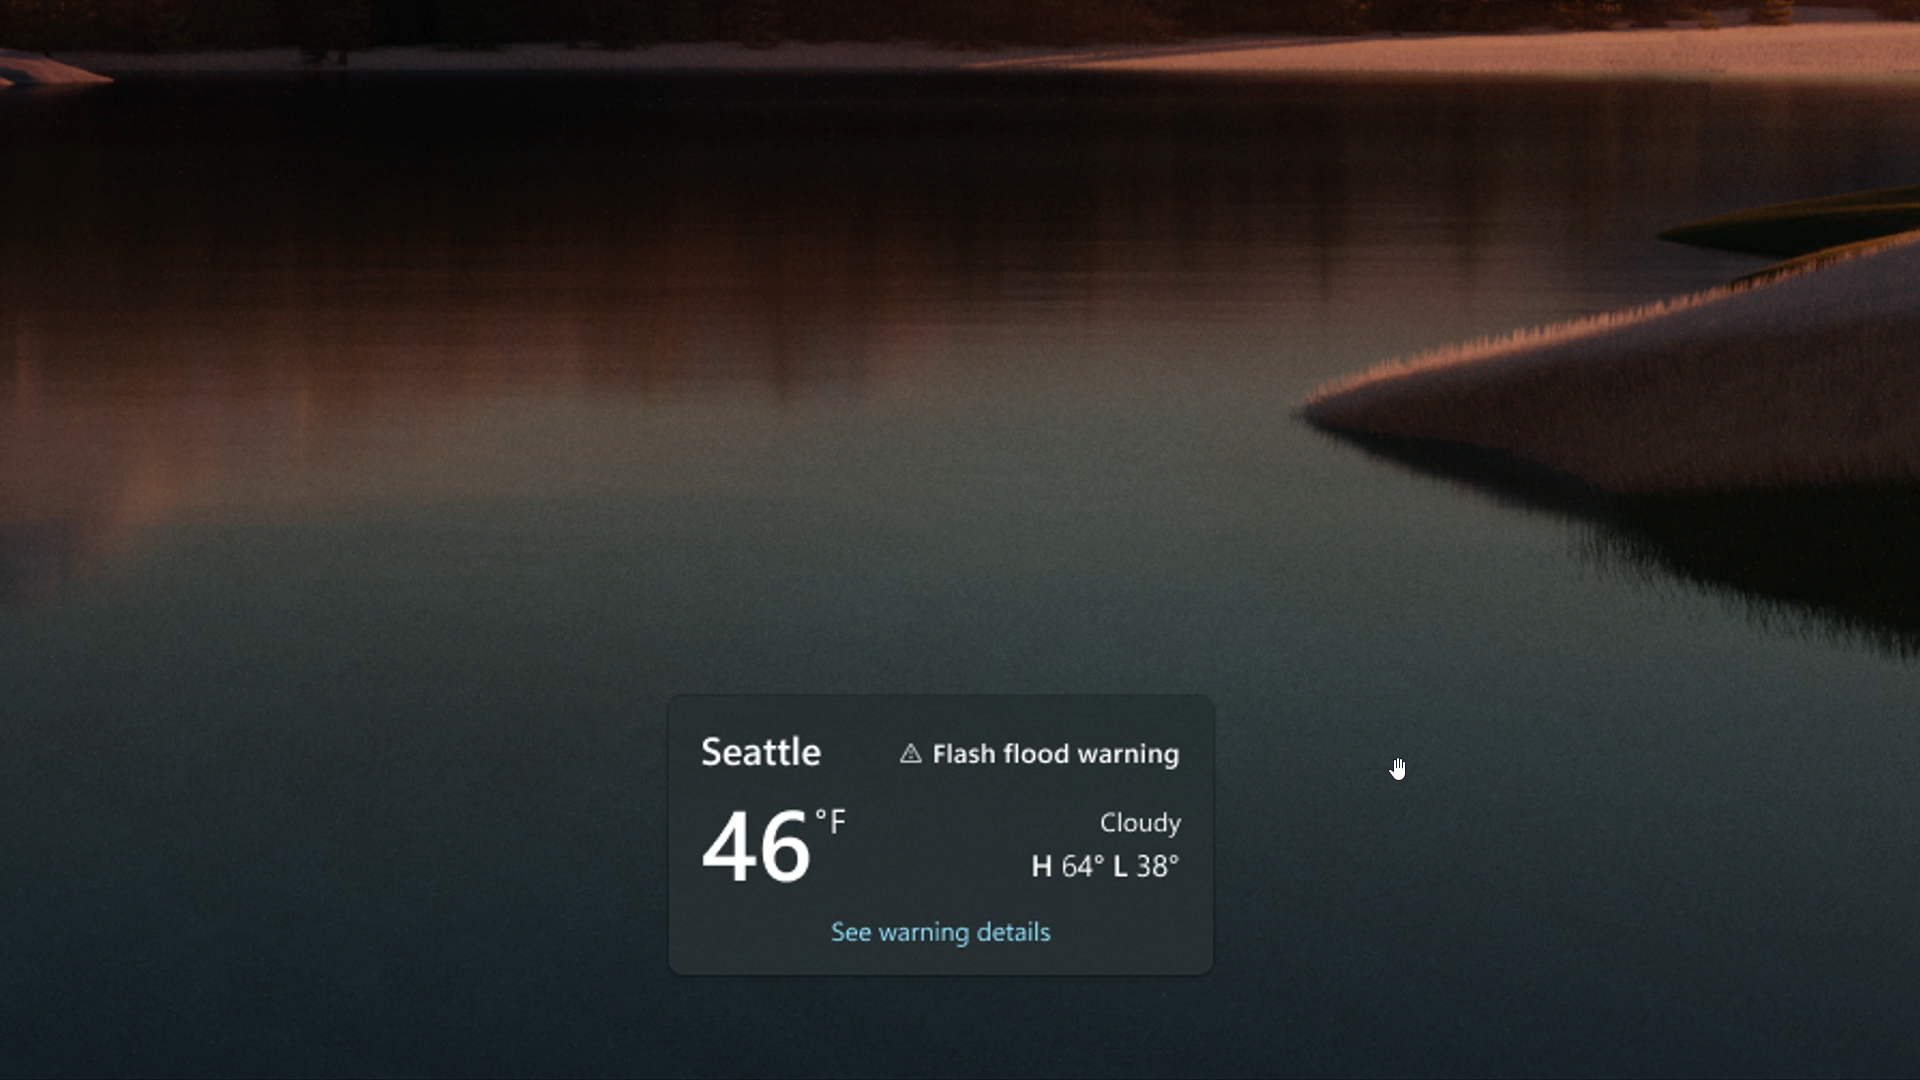 Seattle
Flash flood warning
46 °F
Cloudy
H 64° L 38°
See warning details